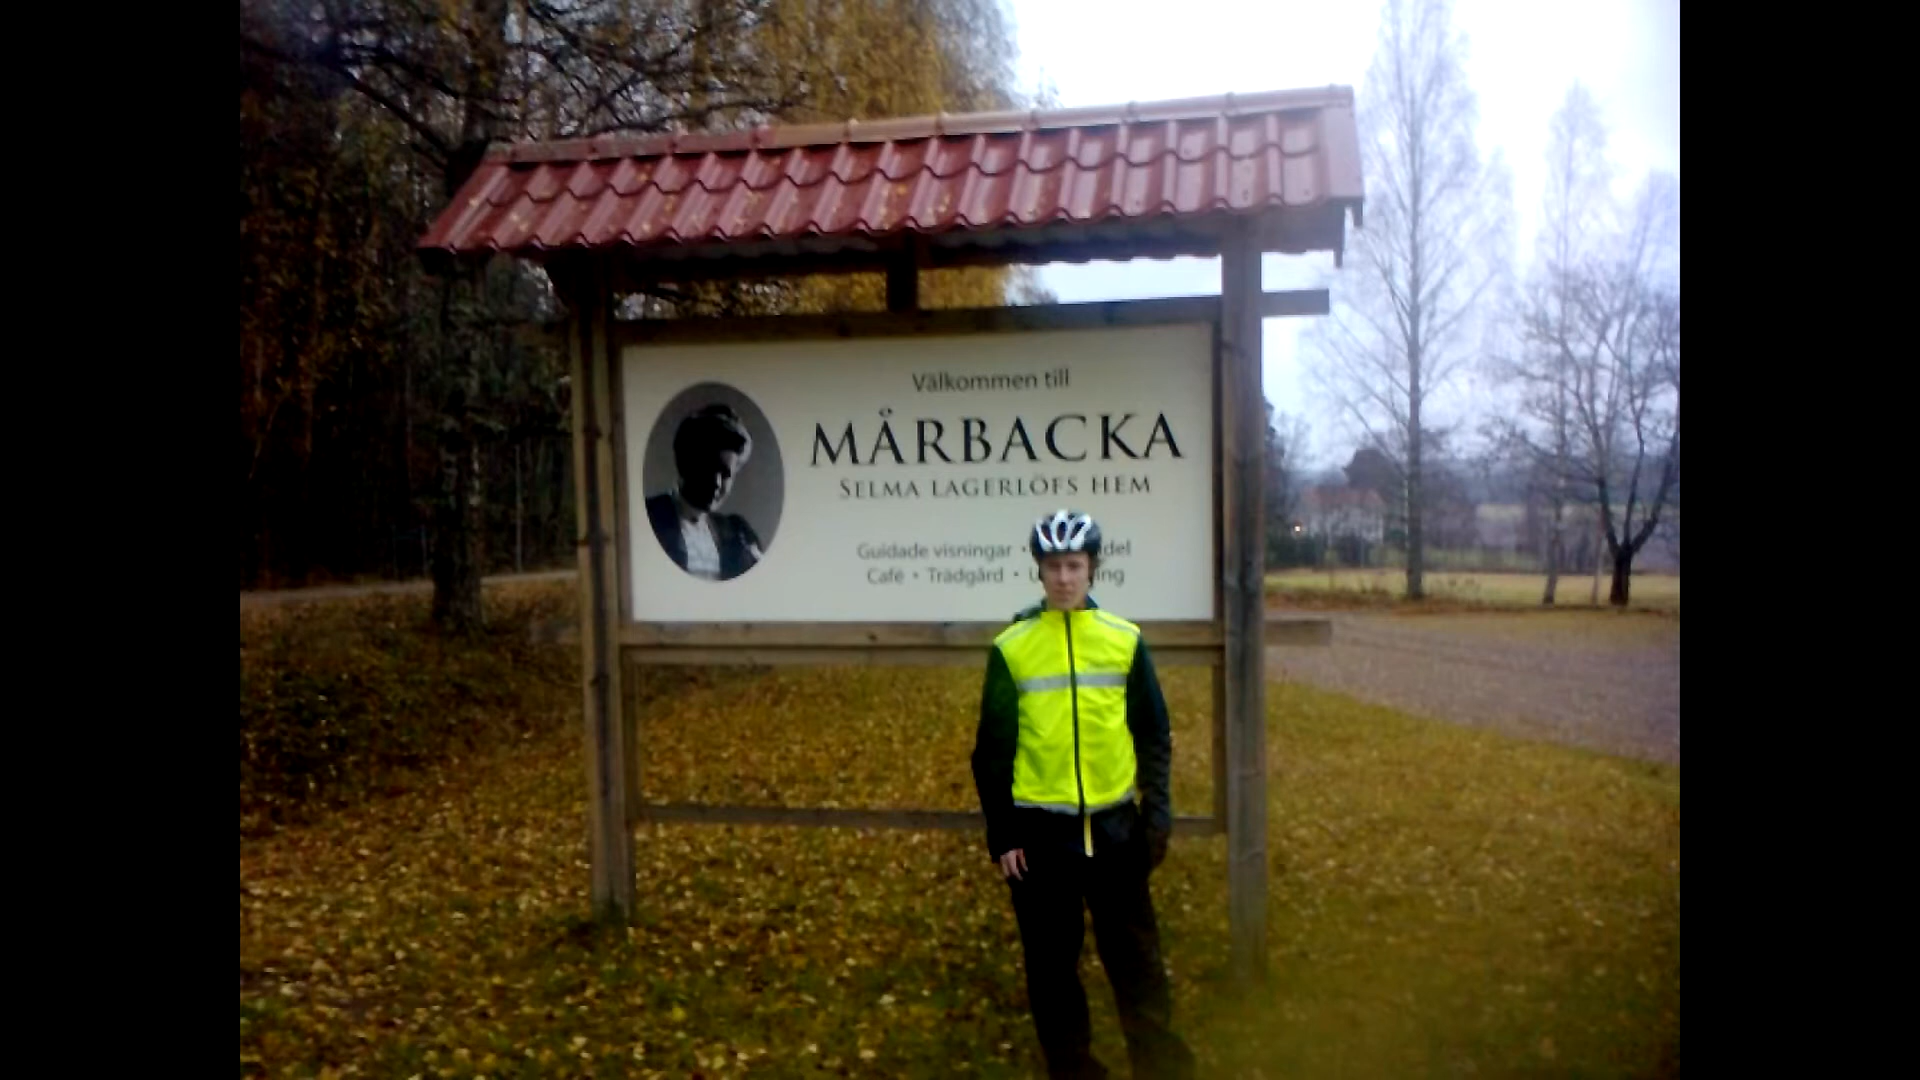 Välkommen till
MÅRBACKA
SELMA LAGERLÖFS HEM
Guidade visningar •
Café • Trädgård •